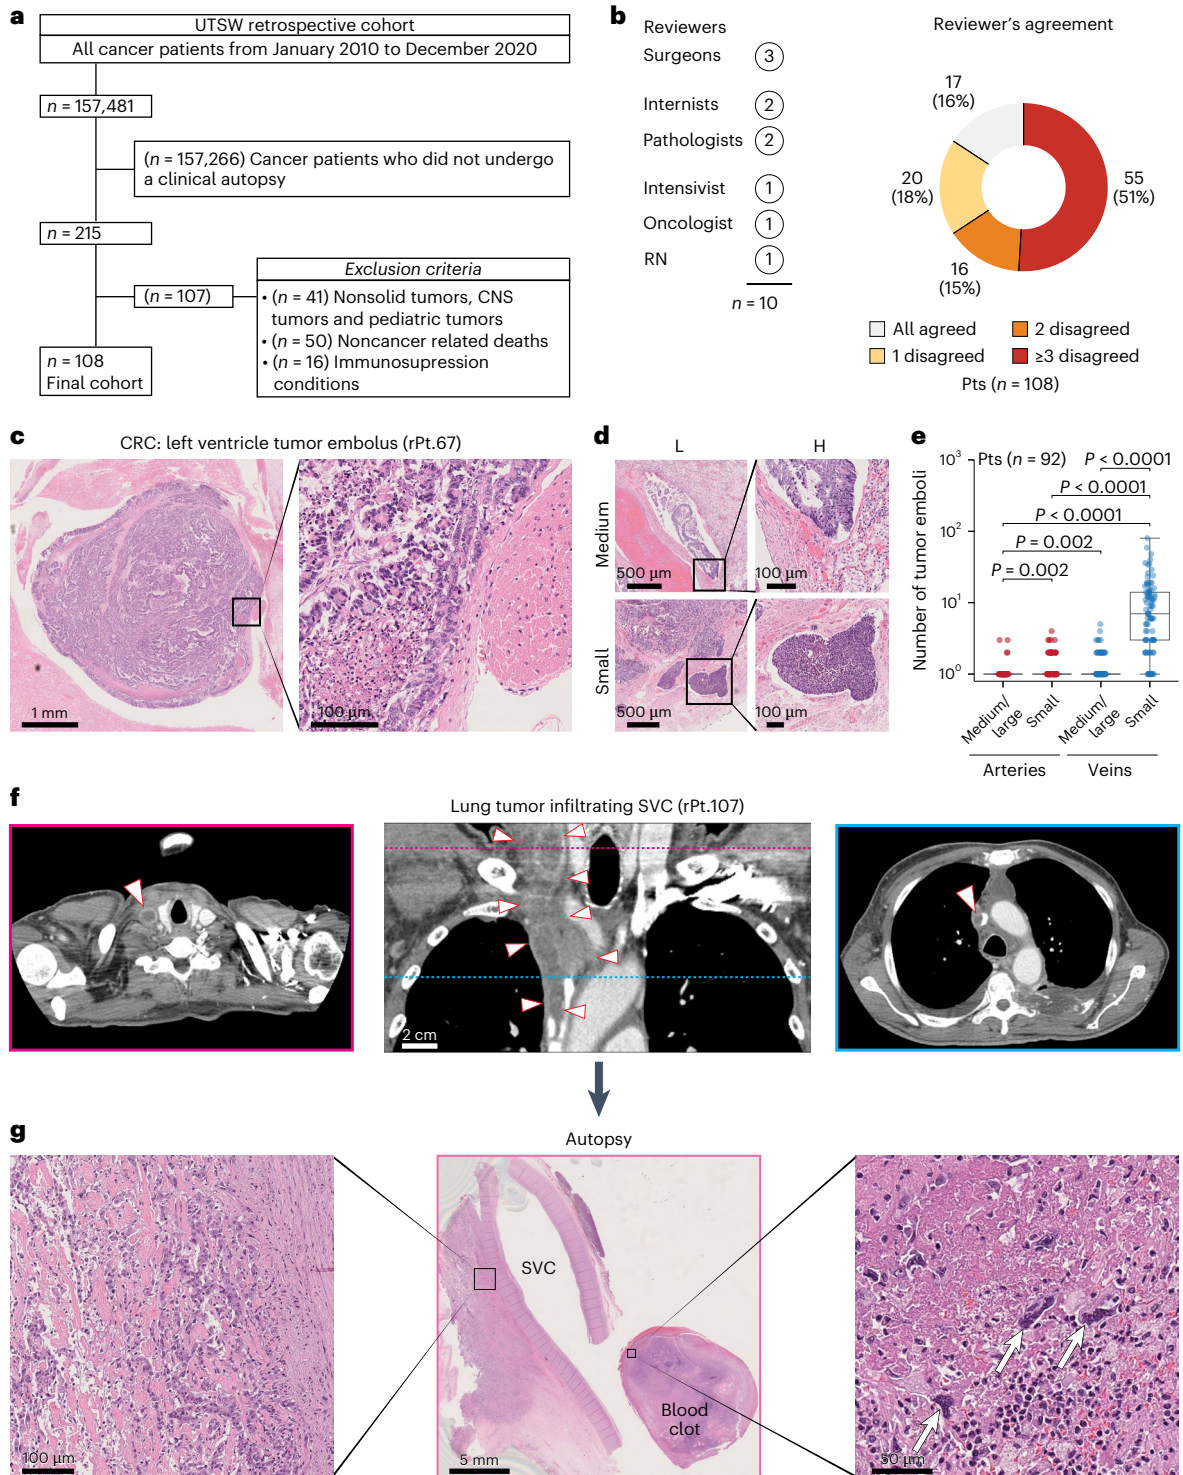 a
UTSW retrospective cohort
All cancer patients from January 2010 to December 2020
n = 157,481
(n = 157,266) Cancer patients who did not undergo
a clinical autopsy
n = 215
(n = 107)
Exclusion criteria
• (n = 41) Nonsolid tumors, CNS
tumors and pediatric tumors
• (n = 50) Noncancer related deaths
• (n = 16) Immunosupression
conditions
n = 108
Final cohort
b
Reviewers
Surgeons 3
Internists 2
Pathologists 2
Intensivist 1
Oncologist 1
RN 1
n = 10
Reviewer's agreement
17
(16%)
20
(18%)
16
(15%)
55
(51%)
All agreed
2 disagreed
1 disagreed
≥3 disagreed
Pts (n = 108)
c
CRC: left ventricle tumor embolus (rPt.67)
1 mm
100 µm
d
L
H
Medium
500 µm
100 µm
Small
500 µm
100 µm
e
Number of tumor emboli
10³
10²
10¹
10⁰
Pts (n = 92)
P < 0.0001
P < 0.0001
P < 0.0001
P = 0.002
P = 0.002
Medium/
large
Small
Medium/
large
Small
Arteries
Veins
f
Lung tumor infiltrating SVC (rPt.107)
2 cm
g
Autopsy
100 µm
SVC
Blood
clot
5 mm
50 µm